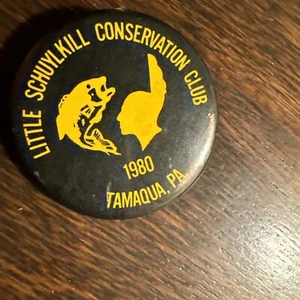 LITTLE SCHUYLKILL CONSERVATION CLUB
1980
TAMAQUA, PA.